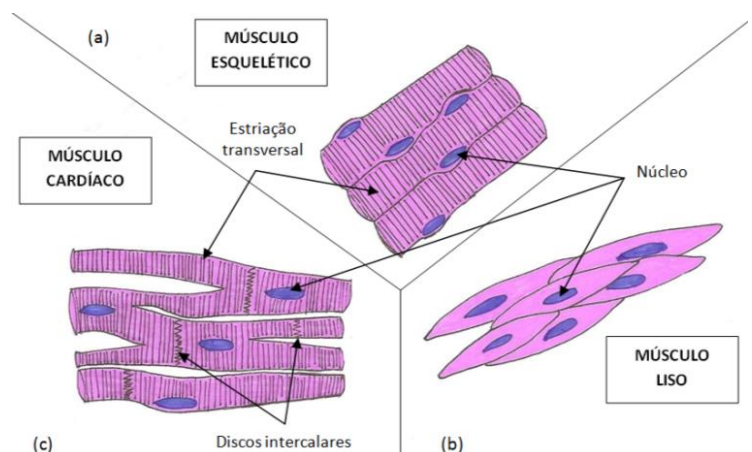 (a)
MÚSCULO
ESQUELÉTICO
Estriação
transversal
MÚSCULO
CARDÍACO
Núcleo
MÚSCULO
LISO
Discos intercalares
(c)
(b)